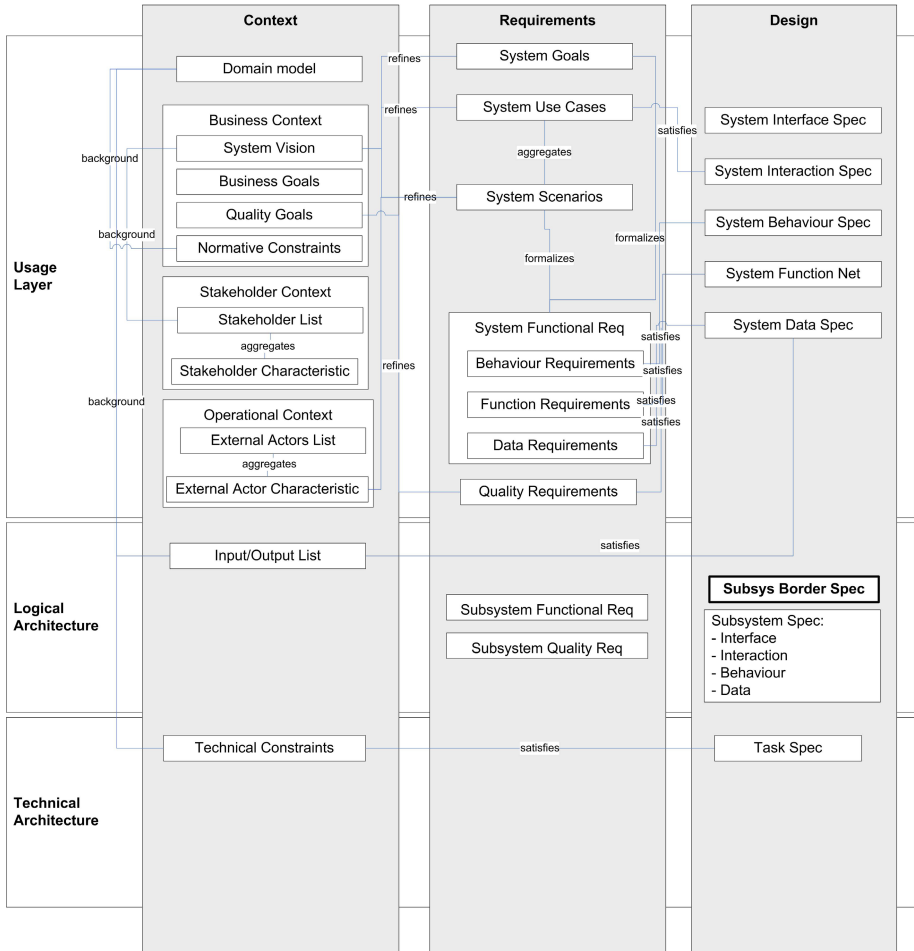 Context
Requirements
Design
Usage
Layer
Domain model
Business Context
System Vision
Business Goals
Quality Goals
Normative Constraints
Stakeholder Context
Stakeholder List
aggregates
Stakeholder Characteristic
Operational Context
External Actors List
aggregates
External Actor Characteristic
background
background
background
refines
refines
refines
refines
System Goals
System Use Cases
aggregates
System Scenarios
formalizes
formalizes
System Functional Req
Behaviour Requirements
Function Requirements
Data Requirements
Quality Requirements
satisfies
satisfies
satisfies
satisfies
satisfies
System Interface Spec
System Interaction Spec
System Behaviour Spec
System Function Net
System Data Spec
Logical
Architecture
Input/Output List
satisfies
Subsystem Functional Req
Subsystem Quality Req
Subsys Border Spec
Subsystem Spec:
- Interface
- Interaction
- Behaviour
- Data
Technical
Architecture
Technical Constraints
satisfies
Task Spec